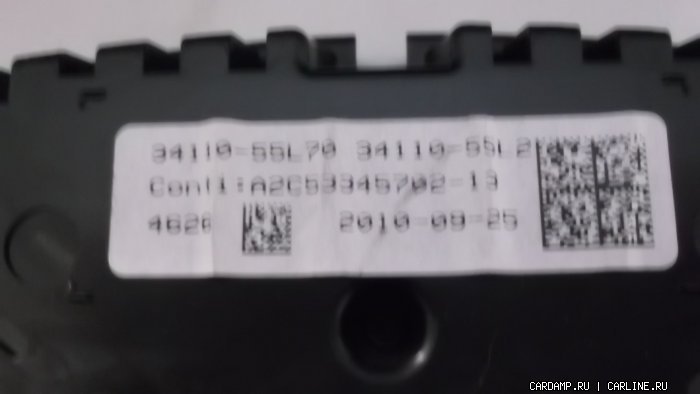 34110-55L70 34110-55L2
Conti:A2C53345702-13
4626 2010-09-25
CARDAMP.RU | CARLINE.RU